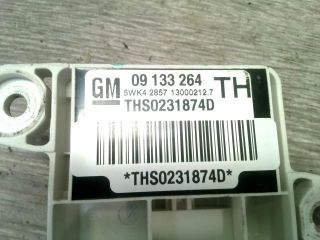 GM 09 133 264 TH
5WK4 2857 13000212.7
THS0231874D
*THS0231874D*